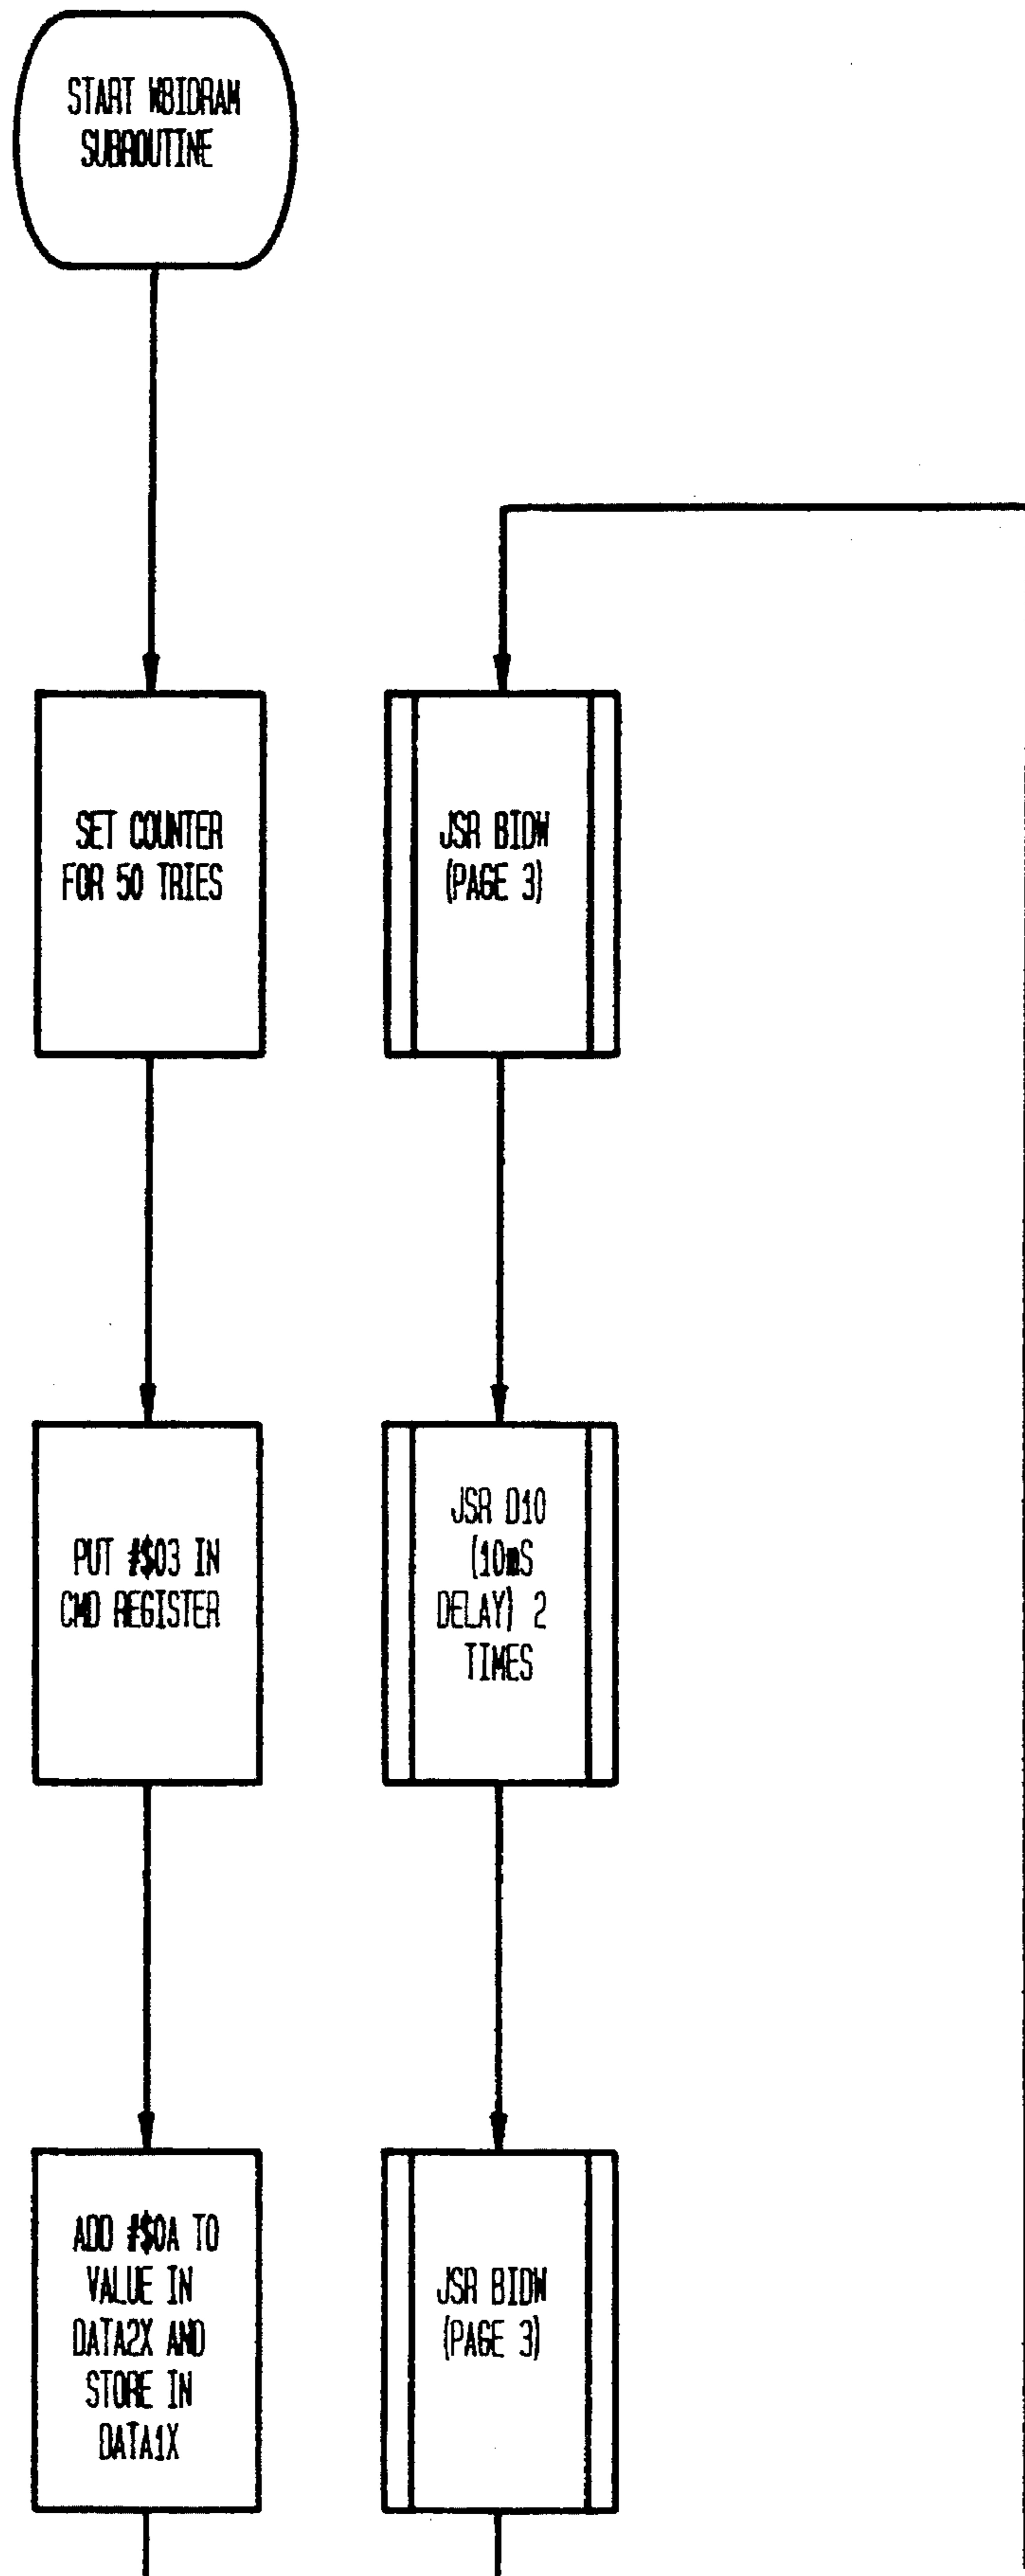 START WBIDRAM
SUBROUTINE
SET COUNTER
FOR 50 TRIES
PUT #$03 IN
CMD REGISTER
ADD #$0A TO
VALUE IN
DATA2X AND
STORE IN
DATA1X
JSR BIDW
(PAGE 3)
JSR D10
(10mS
DELAY) 2
TIMES
JSR BIDW
(PAGE 3)